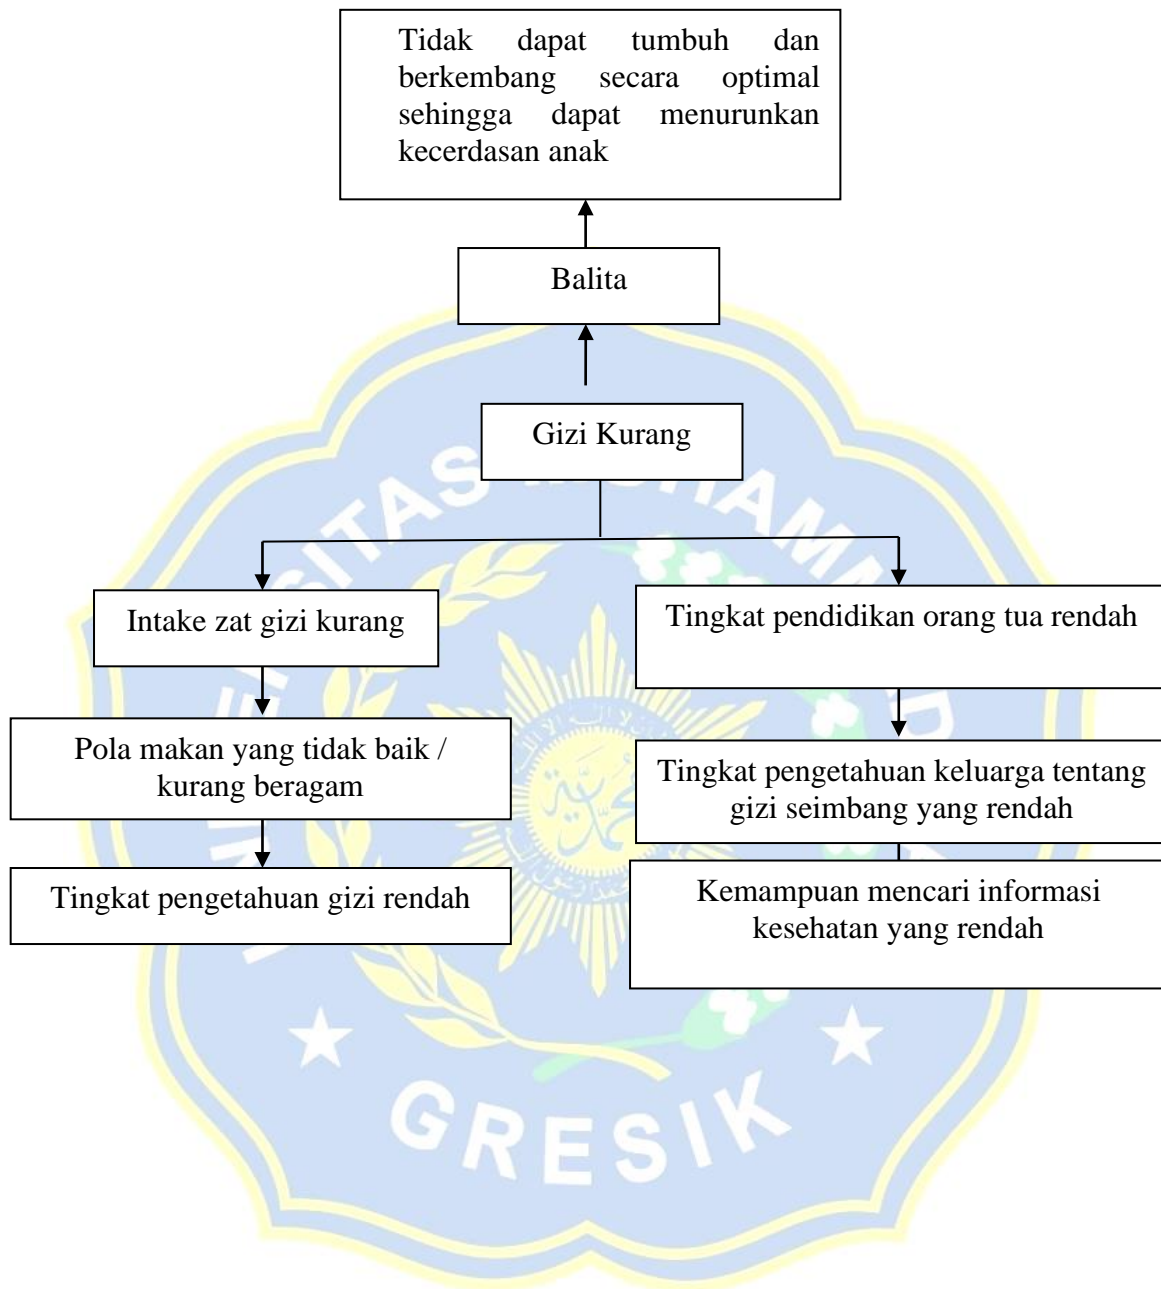 Tidak dapat tumbuh dan
berkembang secara optimal
sehingga dapat menurunkan
kecerdasan anak
Balita
Gizi Kurang
Intake zat gizi kurang
Tingkat pendidikan orang tua rendah
Pola makan yang tidak baik /
kurang beragam
Tingkat pengetahuan keluarga tentang
gizi seimbang yang rendah
Tingkat pengetahuan gizi rendah
Kemampuan mencari informasi
kesehatan yang rendah
GRESIK